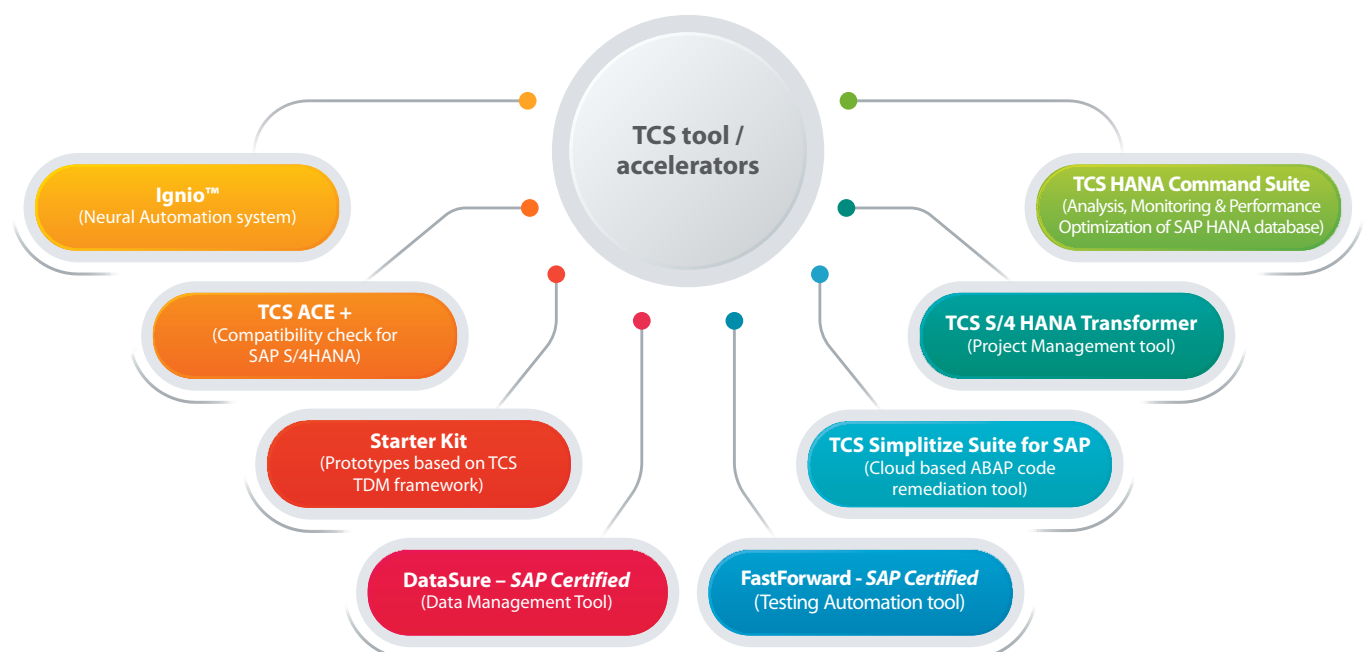 TCS tool /
accelerators
Ignio™
(Neural Automation system)
TCS ACE +
(Compatibility check for
SAP S/4HANA)
Starter Kit
(Prototypes based on TCS
TDM framework)
DataSure – SAP Certified
(Data Management Tool)
FastForward - SAP Certified
(Testing Automation tool)
TCS Simplitize Suite for SAP
(Cloud based ABAP code
remediation tool)
TCS S/4 HANA Transformer
(Project Management tool)
TCS HANA Command Suite
(Analysis, Monitoring & Performance
Optimization of SAP HANA database)